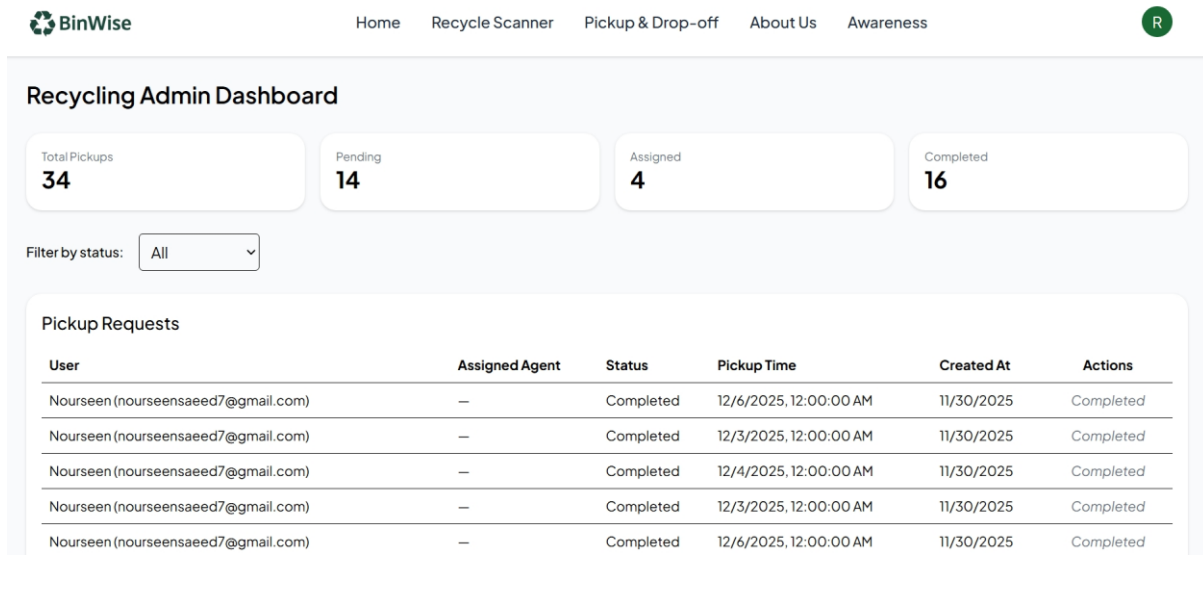 BinWise Home Recycle Scanner Pickup & Drop-off About Us Awareness R
Recycling Admin Dashboard
Total Pickups Pending Assigned Completed
34 14 4 16
Filter by status: All
Pickup Requests
User Assigned Agent Status Pickup Time Created At Actions
Nourseen (nourseensaeed7@gmail.com) — Completed 12/6/2025, 12:00:00 AM 11/30/2025 Completed
Nourseen (nourseensaeed7@gmail.com) — Completed 12/3/2025, 12:00:00 AM 11/30/2025 Completed
Nourseen (nourseensaeed7@gmail.com) — Completed 12/4/2025, 12:00:00 AM 11/30/2025 Completed
Nourseen (nourseensaeed7@gmail.com) — Completed 12/3/2025, 12:00:00 AM 11/30/2025 Completed
Nourseen (nourseensaeed7@gmail.com) — Completed 12/6/2025, 12:00:00 AM 11/30/2025 Completed